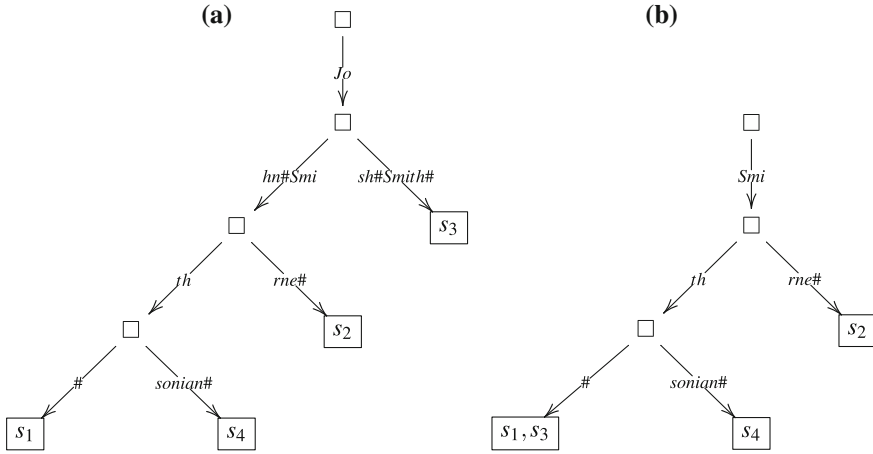 (a)
(b)
Jo
hn#Smi
sh#Smith#
Smi
s3
th
rne#
th
rne#
s2
s2
#
sonian#
#
sonian#
s1
s4
s1, s3
s4